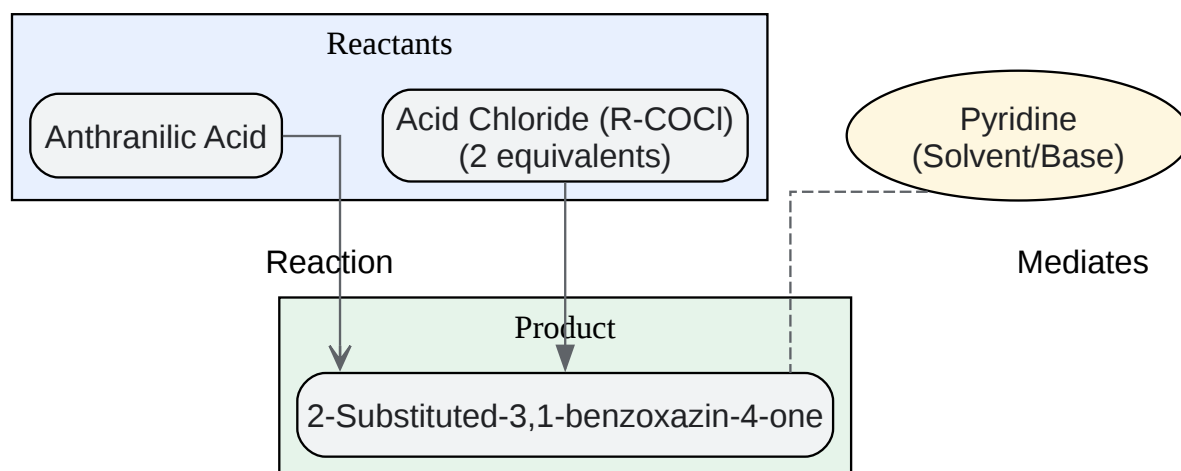 Reactants
Anthranilic Acid
Acid Chloride (R-COCl)
(2 equivalents)
Pyridine
(Solvent/Base)
Reaction
Mediates
Product
2-Substituted-3,1-benzoxazin-4-one